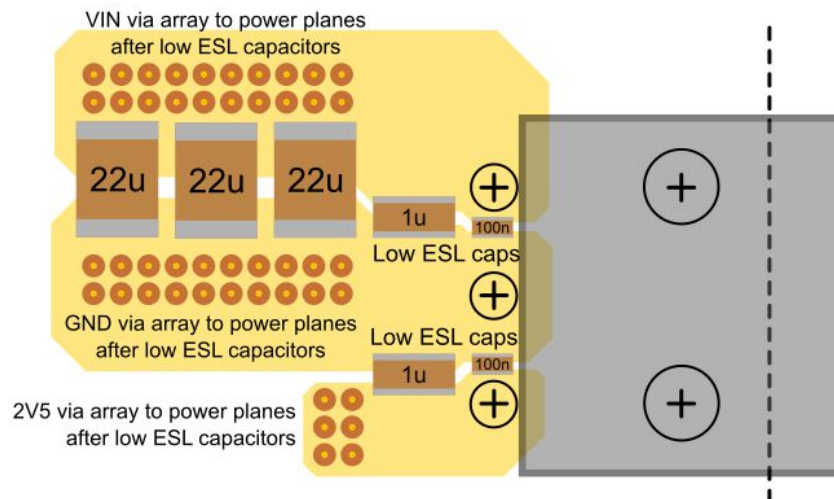 VIN via array to power planes
after low ESL capacitors
22u
22u
22u
1u
100n
Low ESL caps
GND via array to power planes
after low ESL capacitors
Low ESL caps
1u
100n
2V5 via array to power planes
after low ESL capacitors